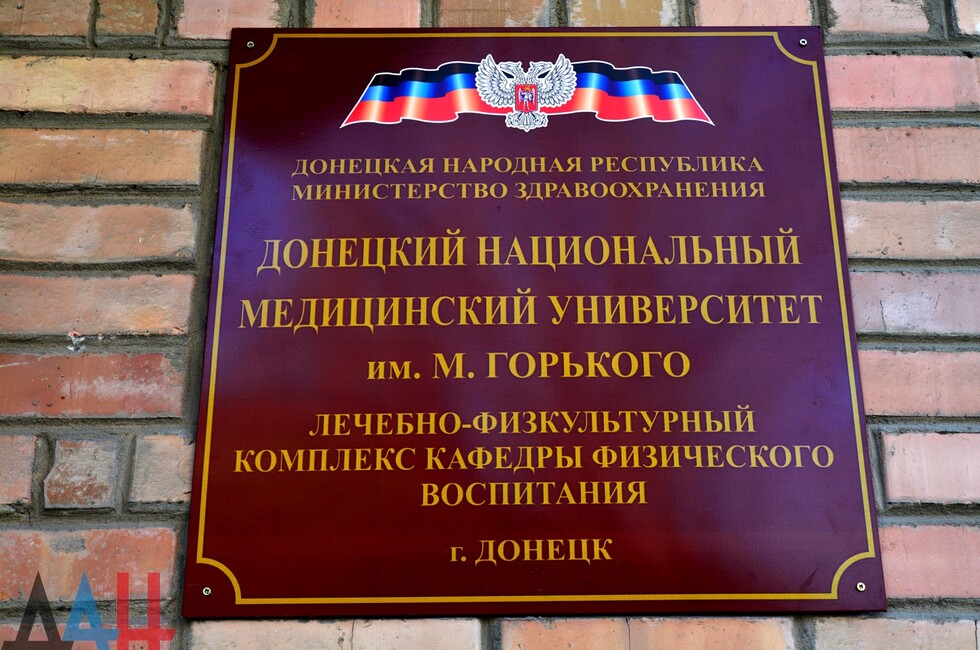 ДОНЕЦКАЯ НАРОДНАЯ РЕСПУБЛИКА
МИНИСТЕРСТВО ЗДРАВООХРАНЕНИЯ
ДОНЕЦКИЙ НАЦИОНАЛЬНЫЙ
МЕДИЦИНСКИЙ УНИВЕРСИТЕТ
им. М. ГОРЬКОГО
ЛЕЧЕБНО-ФИЗКУЛЬТУРНЫЙ
КОМПЛЕКС КАФЕДРЫ ФИЗИЧЕСКОГО
ВОСПИТАНИЯ
г. ДОНЕЦК
ДАН